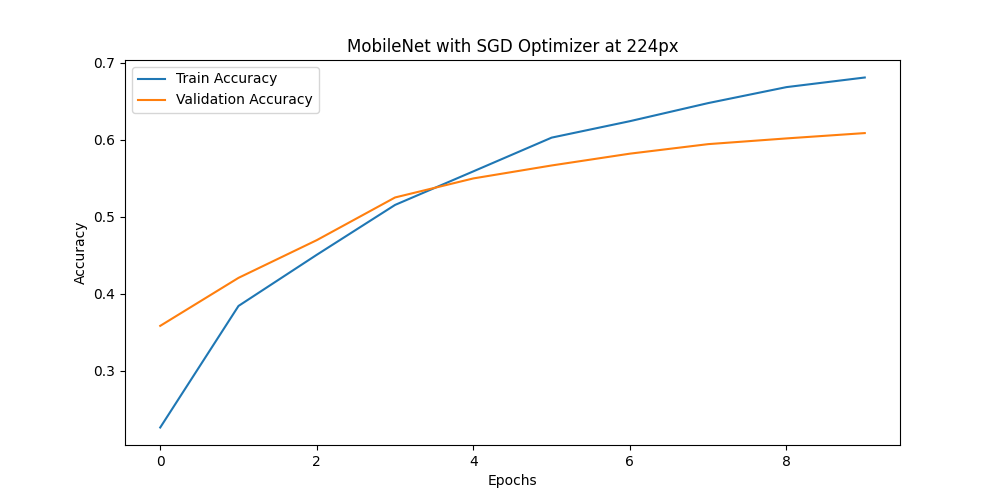 MobileNet with SGD Optimizer at 224px
Train Accuracy
Validation Accuracy
0.7
0.6
0.5
0.4
0.3
Accuracy
0 2 4 6 8
Epochs